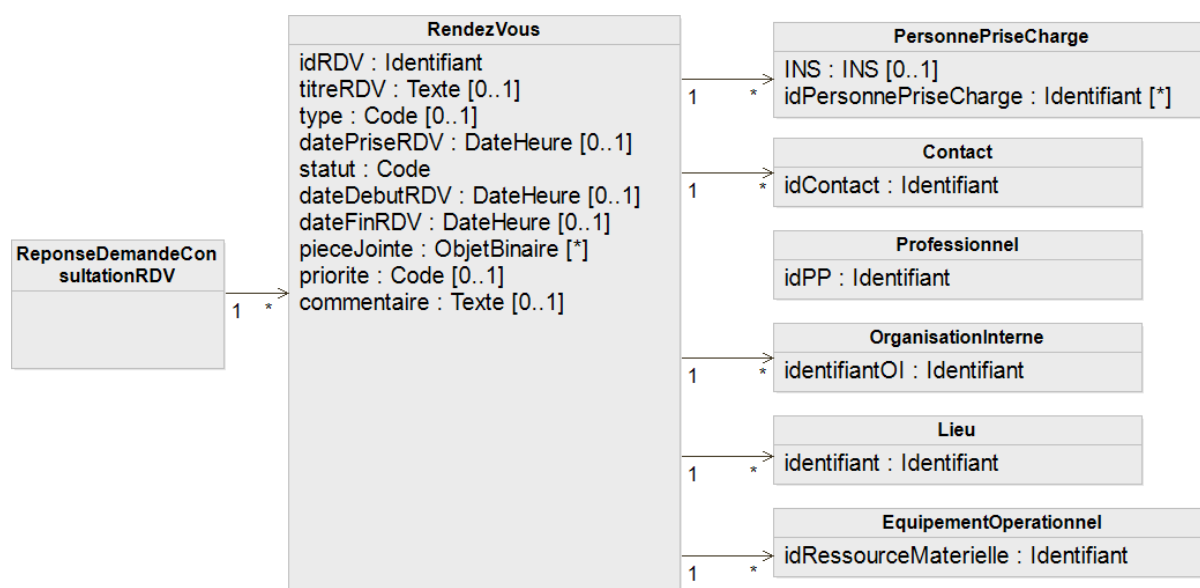 ReponseDemandeCon
sultationRDV
1
*
RendezVous
idRDV : Identifiant
titreRDV : Texte [0..1]
type : Code [0..1]
datePriseRDV : DateHeure [0..1]
statut : Code
dateDebutRDV : DateHeure [0..1]
dateFinRDV : DateHeure [0..1]
pieceJointe : ObjetBinaire [*]
priorite : Code [0..1]
commentaire : Texte [0..1]
1
*
PersonnePriseCharge
INS : INS [0..1]
idPersonnePriseCharge : Identifiant [*]
1
*
Contact
idContact : Identifiant
Professionnel
idPP : Identifiant
1
*
OrganisationInterne
identifiantOI : Identifiant
1
*
Lieu
identifiant : Identifiant
1
*
EquipementOperationnel
idRessourceMaterielle : Identifiant